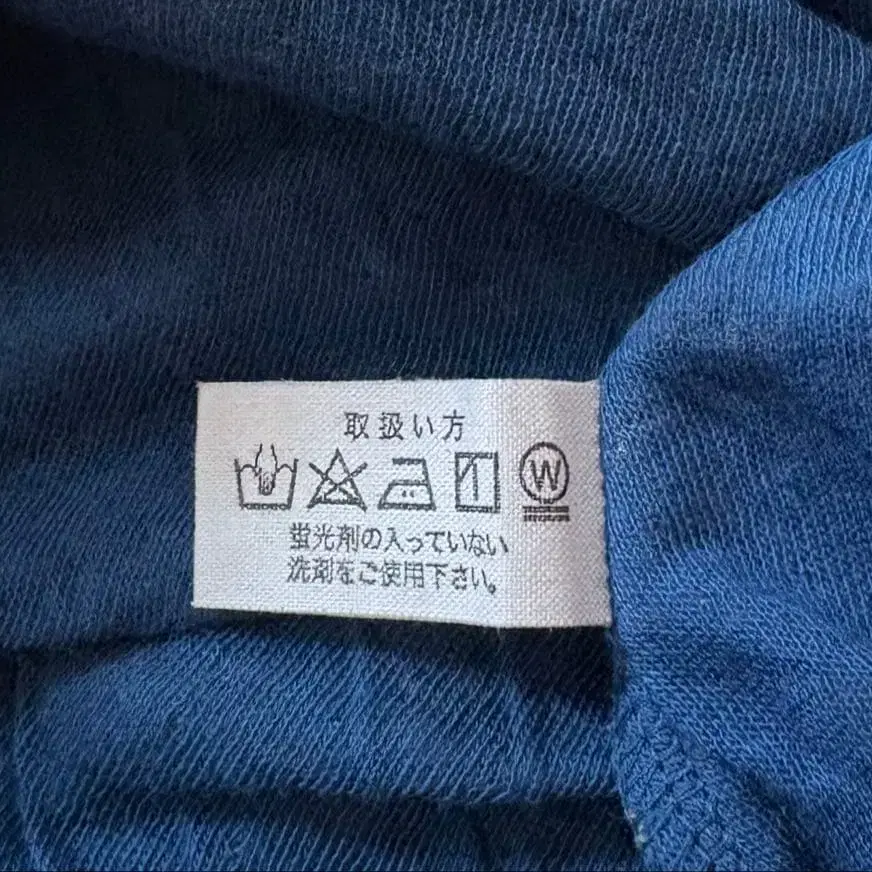 取扱い方
W
蛍光剤の入っていない
洗剤をご使用下さい。